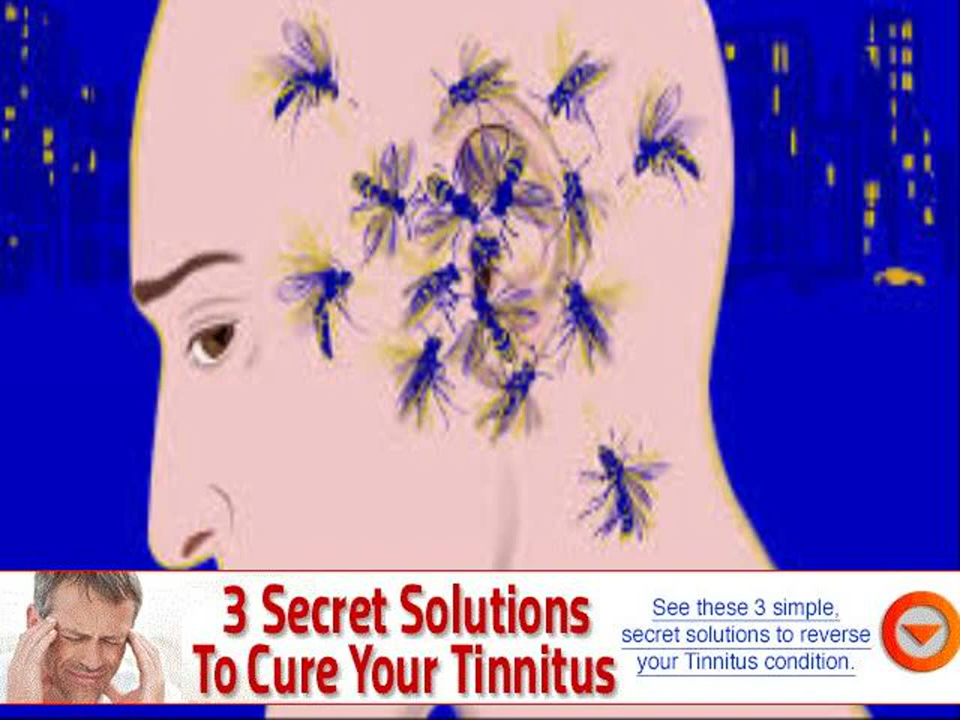 3 Secret Solutions
To Cure Your Tinnitus
See these 3 simple,
secret solutions to reverse
your Tinnitus condition.